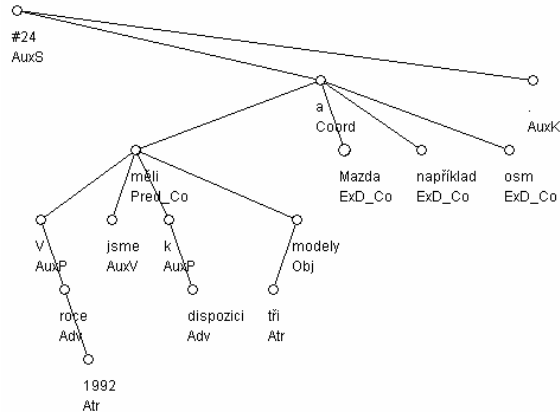 #24
AuxS
a
Coord
.
AuxK
měli
Pred_Co
Mazda
ExD_Co
například
ExD_Co
osm
ExD_Co
V
AuxP
jsme
AuxV
k
AuxP
modely
Obj
roce
Adv
dispozici
Adv
tři
Atr
1992
Atr